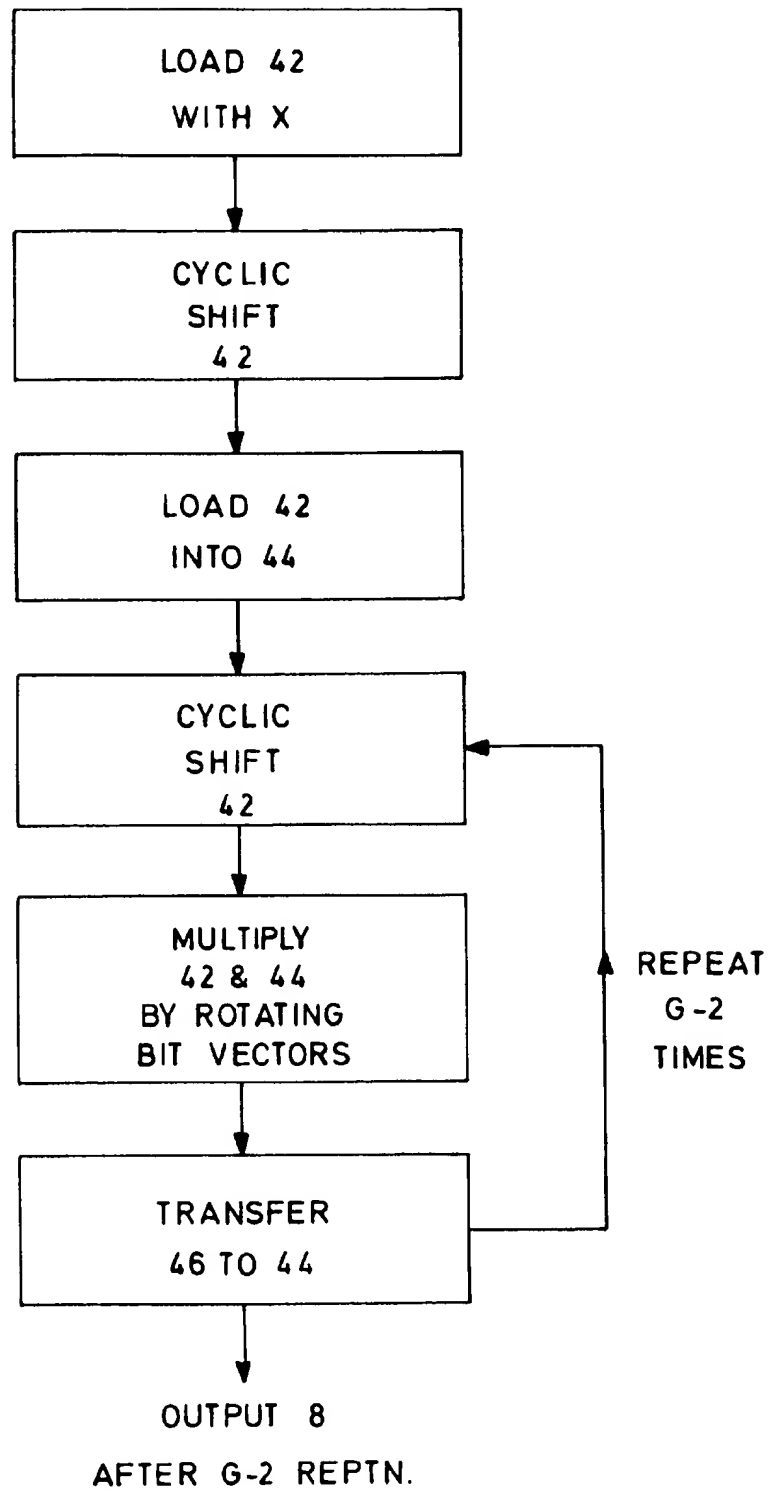 LOAD 42
WITH X
CYCLIC
SHIFT
42
LOAD 42
INTO 44
CYCLIC
SHIFT
42
MULTIPLY
42 & 44
BY ROTATING
BIT VECTORS
REPEAT
G-2
TIMES
TRANSFER
46 TO 44
OUTPUT 8
AFTER G-2 REPTN.